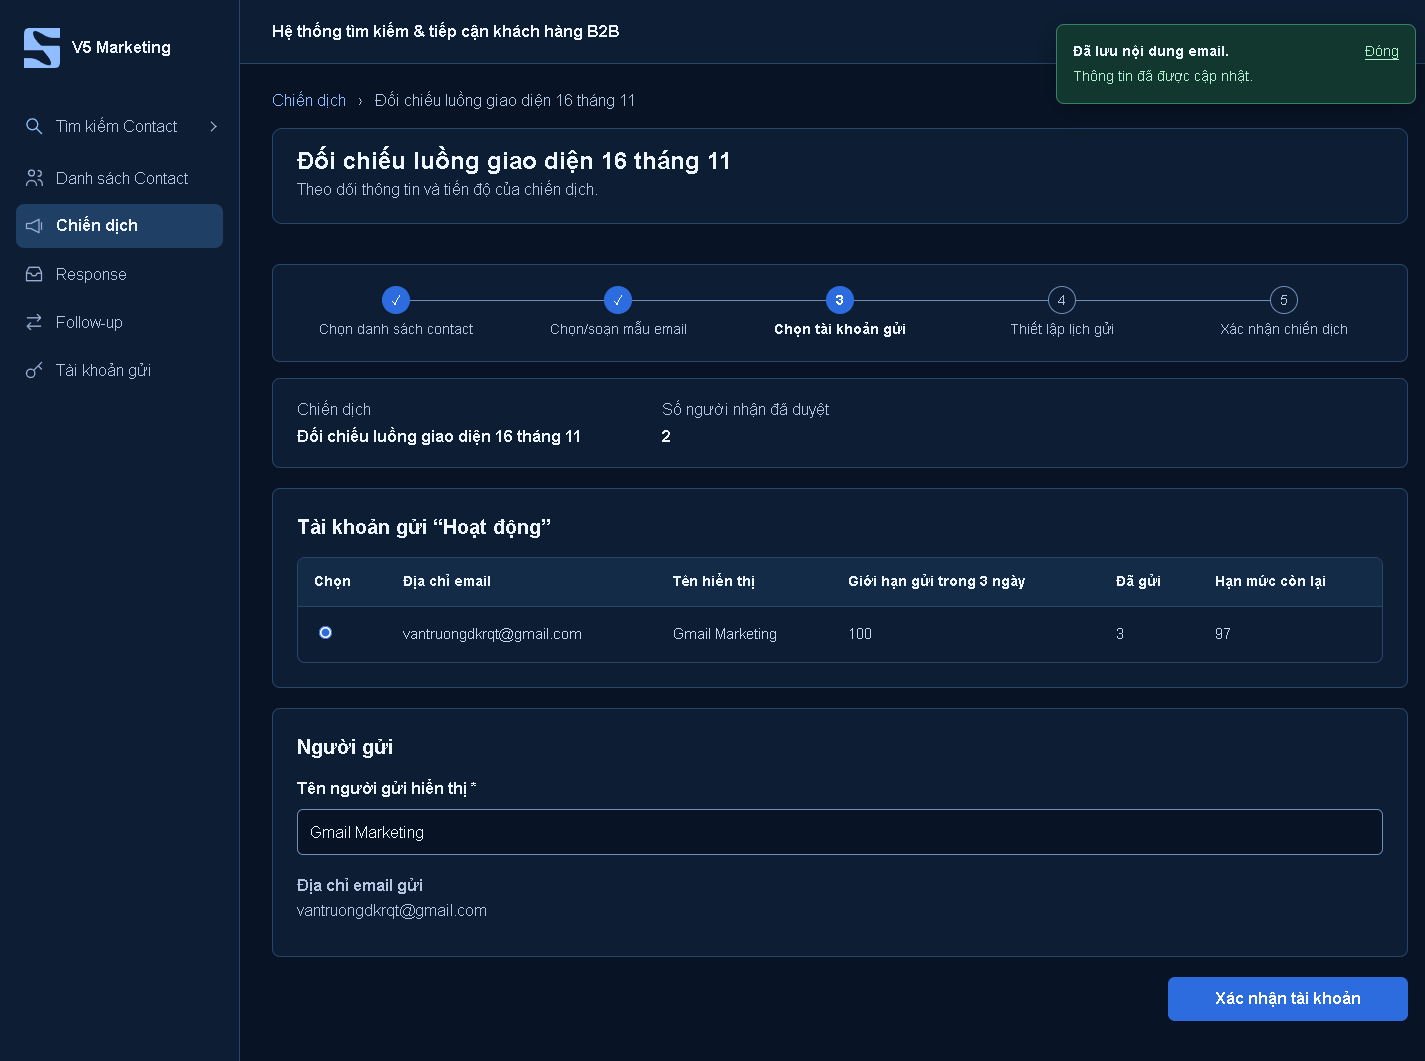 V5 Marketing
Hệ thống tìm kiếm & tiếp cận khách hàng B2B
Đã lưu nội dung email.
Đóng
Thông tin đã được cập nhật.
Tìm kiếm Contact
Danh sách Contact
Chiến dịch
Response
Follow-up
Tài khoản gửi
Chiến dịch › Đối chiếu luồng giao diện 16 tháng 11
Đối chiếu luồng giao diện 16 tháng 11
Theo dõi thông tin và tiến độ của chiến dịch.
✓ ✓ 3 4 5
Chọn danh sách contact Chọn/soạn mẫu email Chọn tài khoản gửi Thiết lập lịch gửi Xác nhận chiến dịch
Chiến dịch Số người nhận đã duyệt
Đối chiếu luồng giao diện 16 tháng 11 2
Tài khoản gửi “Hoạt động”
Chọn Địa chỉ email Tên hiển thị Giới hạn gửi trong 3 ngày Đã gửi Hạn mức còn lại
vantruongdkrqt@gmail.com Gmail Marketing 100 3 97
Người gửi
Tên người gửi hiển thị *
Gmail Marketing
Địa chỉ email gửi
vantruongdkrqt@gmail.com
Xác nhận tài khoản